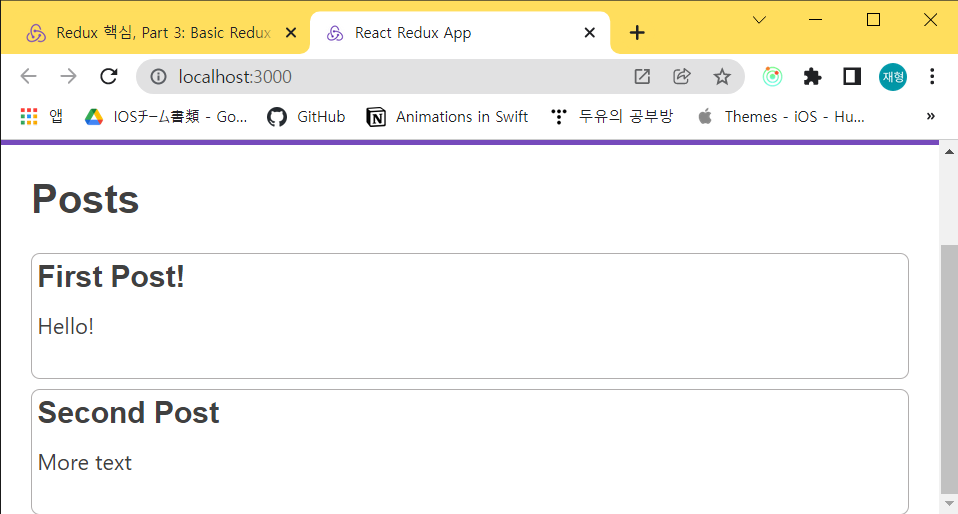 Redux 핵심, Part 3: Basic Redux
React Redux App
localhost:3000
재형
앱
IOSチーム書類 - Go...
GitHub
Animations in Swift
두유의 공부방
Themes - iOS - Hu...
»
Posts
First Post!
Hello!
Second Post
More text